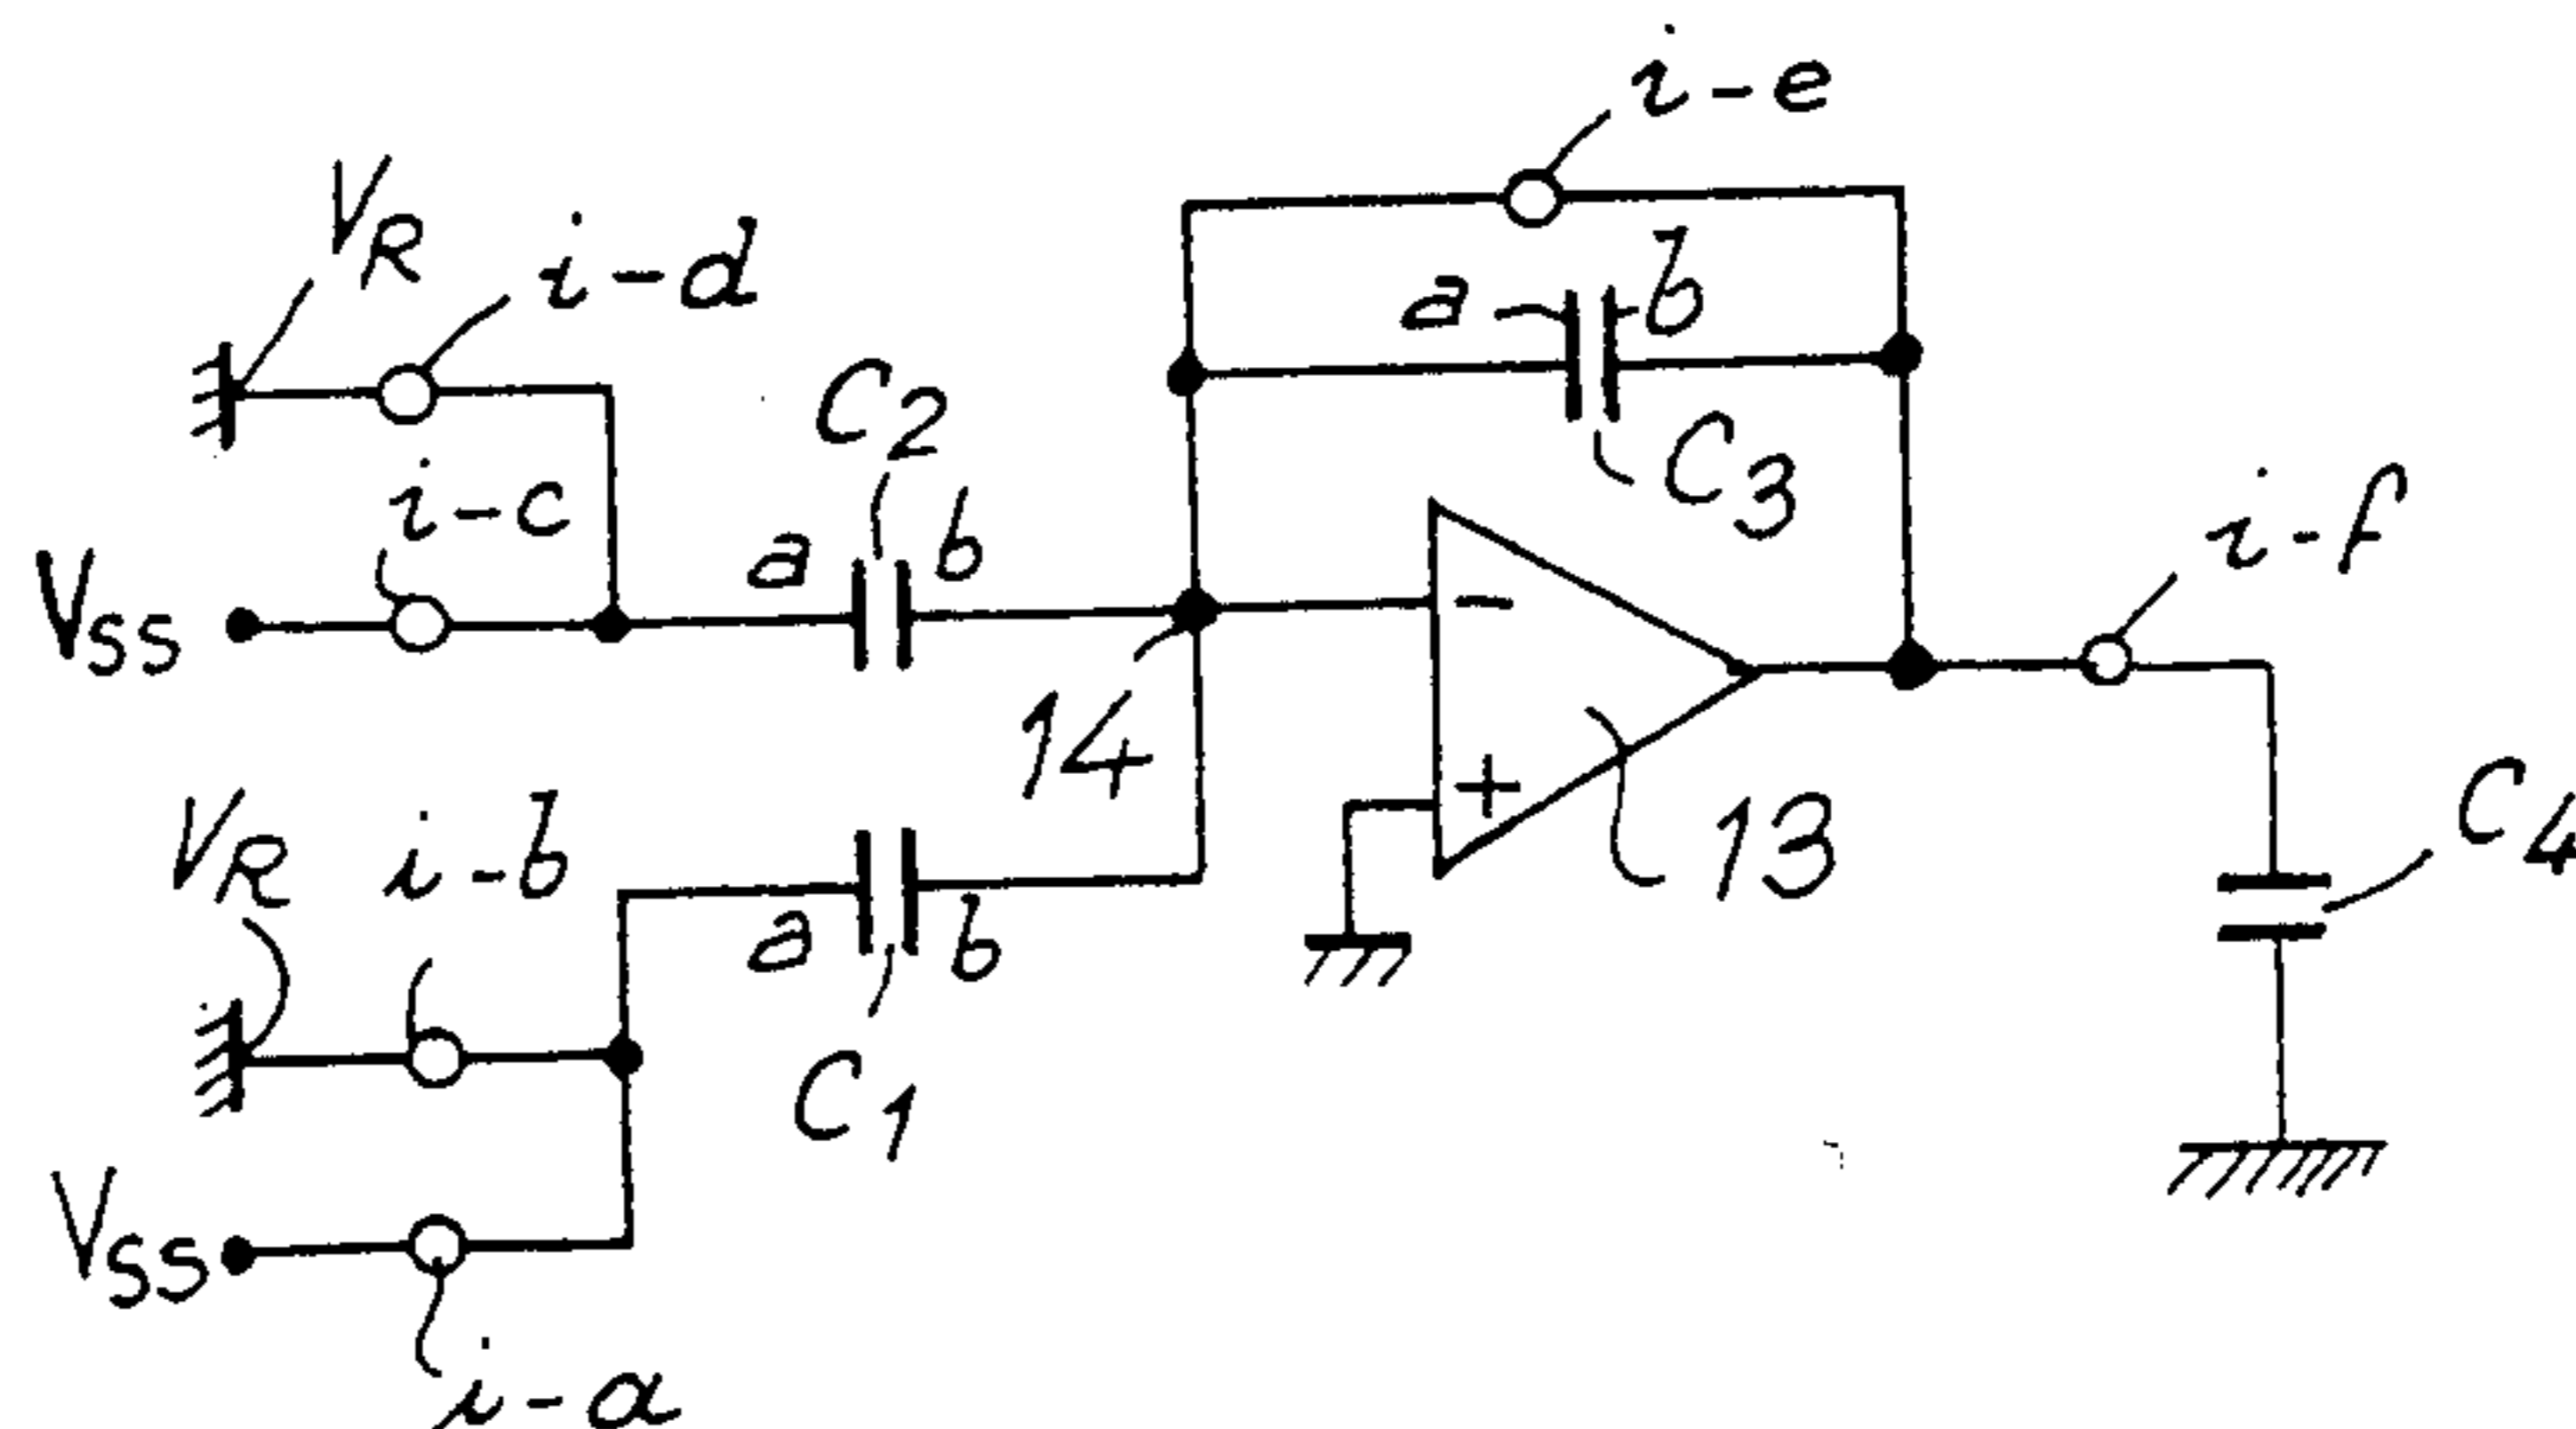 i-e
VR
i-d
a
b
C2
i-c
C3
i-f
VSS
a
b
-
14
+
13
C4
VR
i-b
a
b
C1
VSS
i-a